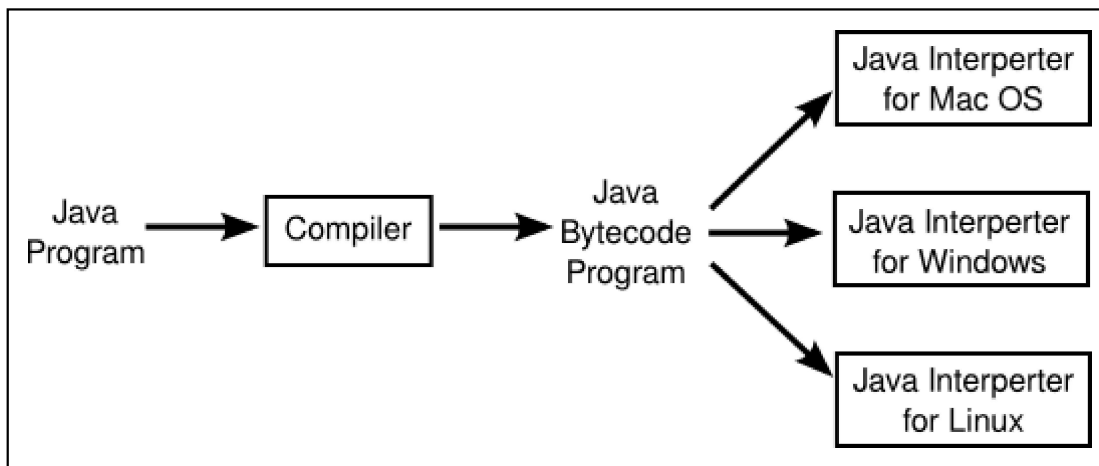 Java
Program
Compiler
Java
Bytecode
Program
Java Interperter
for Mac OS
Java Interperter
for Windows
Java Interperter
for Linux